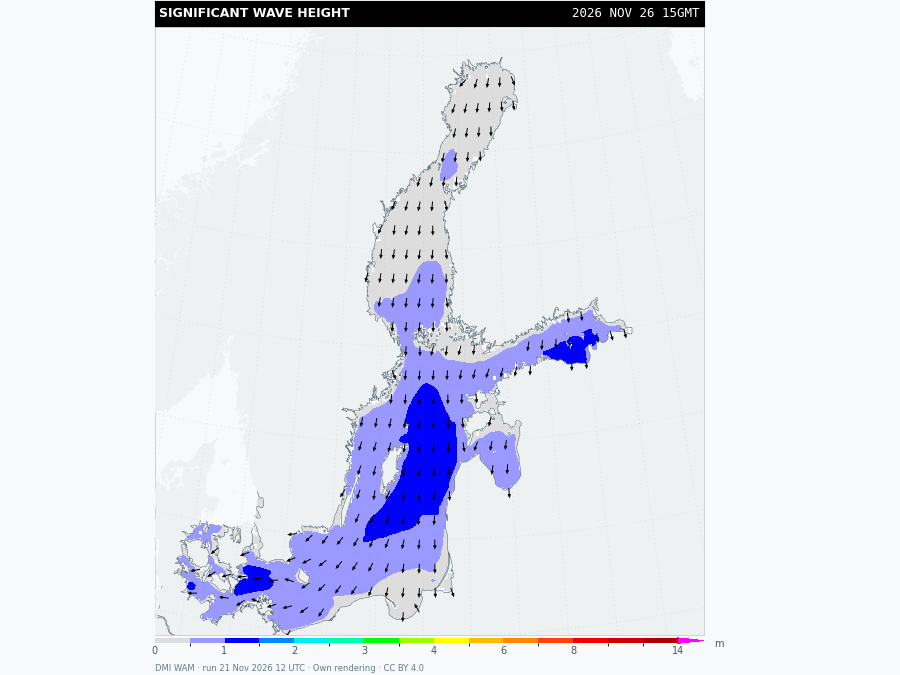 SIGNIFICANT WAVE HEIGHT 2026 NOV 26 15GMT
0 1 2 3 4 6 8 14 m
DMI WAM · run 21 Nov 2026 12 UTC · Own rendering · CC BY 4.0